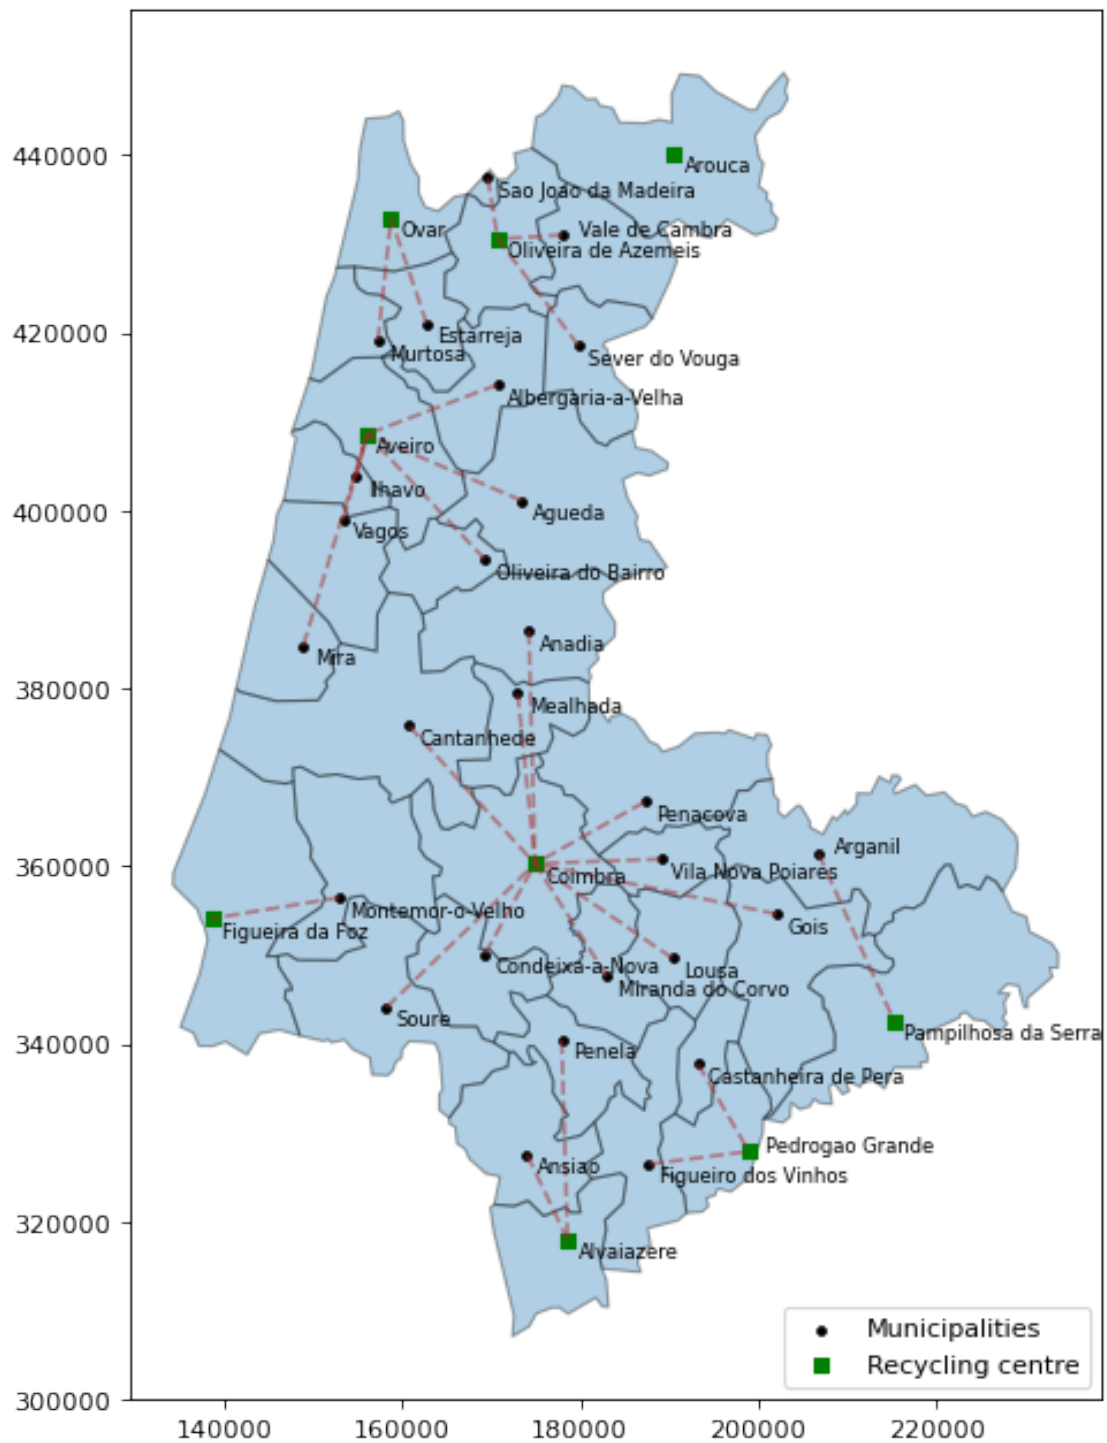 440000
420000
400000
380000
360000
340000
320000
300000
140000
160000
180000
200000
220000
Arouca
Sao Joao da Madeira
Ovar
Vale de Cambra
Oliveira de Azemeis
Estarreja
Murtosa
Sever do Vouga
Albergaria-a-Velha
Aveiro
Ilhavo
Agueda
Vagos
Oliveira do Bairro
Anadia
Mira
Mealhada
Cantanhede
Penacova
Arganil
Vila Nova Poiares
Coimbra
Montemor-o-Velho
Gois
Figueira da Foz
Condeixa-a-Nova
Lousa
Miranda do Corvo
Soure
Pampilhosa da Serra
Penela
Castanheira de Pera
Pedrogao Grande
Ansiao
Figueiro dos Vinhos
Alvaiazere
Municipalities
Recycling centre